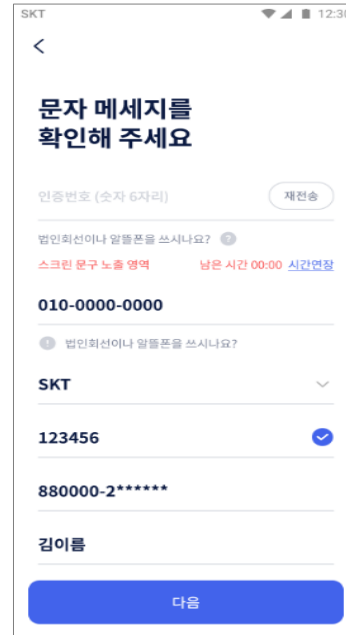 SKT 12:30
문자 메세지를
확인해 주세요
인증번호 (숫자 6자리) 재전송
법인회선이나 알뜰폰을 쓰시나요? ?
스크린 문구 노출 영역 남은 시간 00:00 시간연장
010-0000-0000
! 법인회선이나 알뜰폰을 쓰시나요?
SKT
123456
880000-2******
김이름
다음